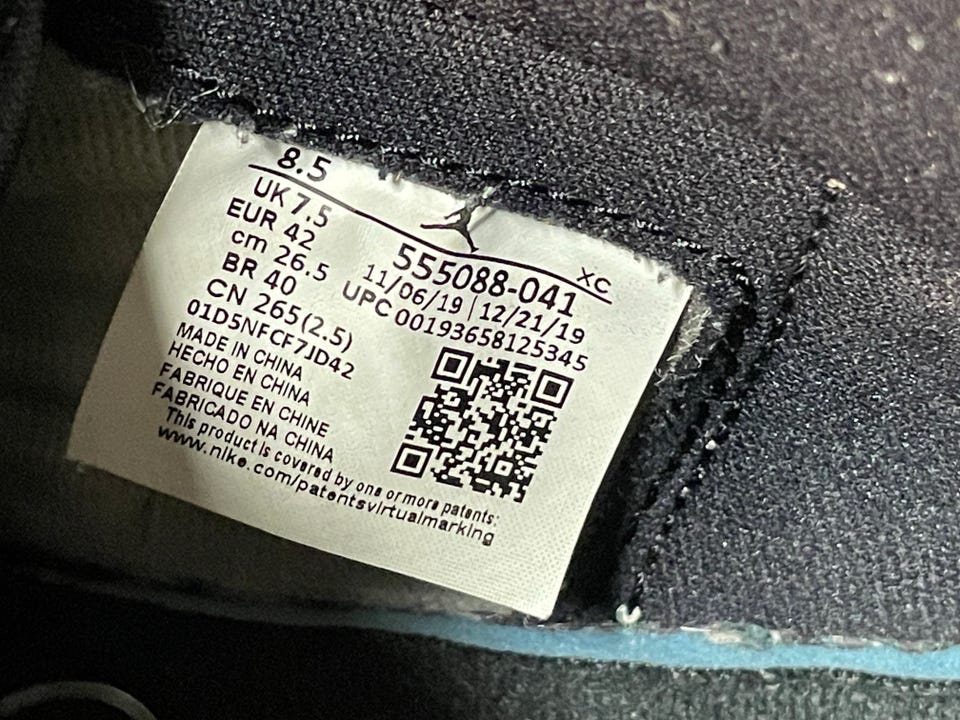 8.5
UK 7.5
EUR 42
cm 26.5
BR 40
CN 265(2.5)
01D5NFCF7JD42
MADE IN CHINA
HECHO EN CHINA
FABRIQUE EN CHINE
FABRICADO NA CHINA
This product is covered by one or more patents:
www.nike.com/patentsvirtualmarking
XC
555088-041
11/06/19 | 12/21/19
UPC 00193658125345